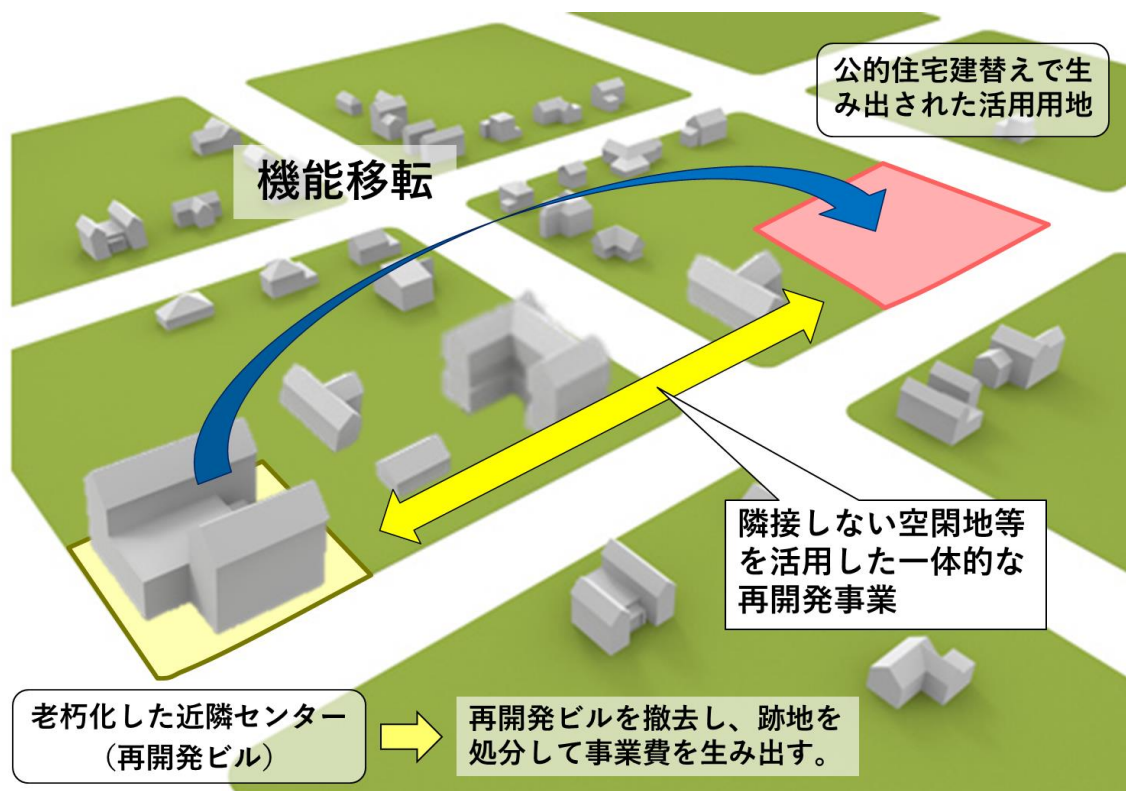 公的住宅建替えで生
み出された活用用地
機能移転
隣接しない空閑地等
を活用した一体的な
再開発事業
老朽化した近隣センター
（再開発ビル）
再開発ビルを撤去し、跡地を
処分して事業費を生み出す。